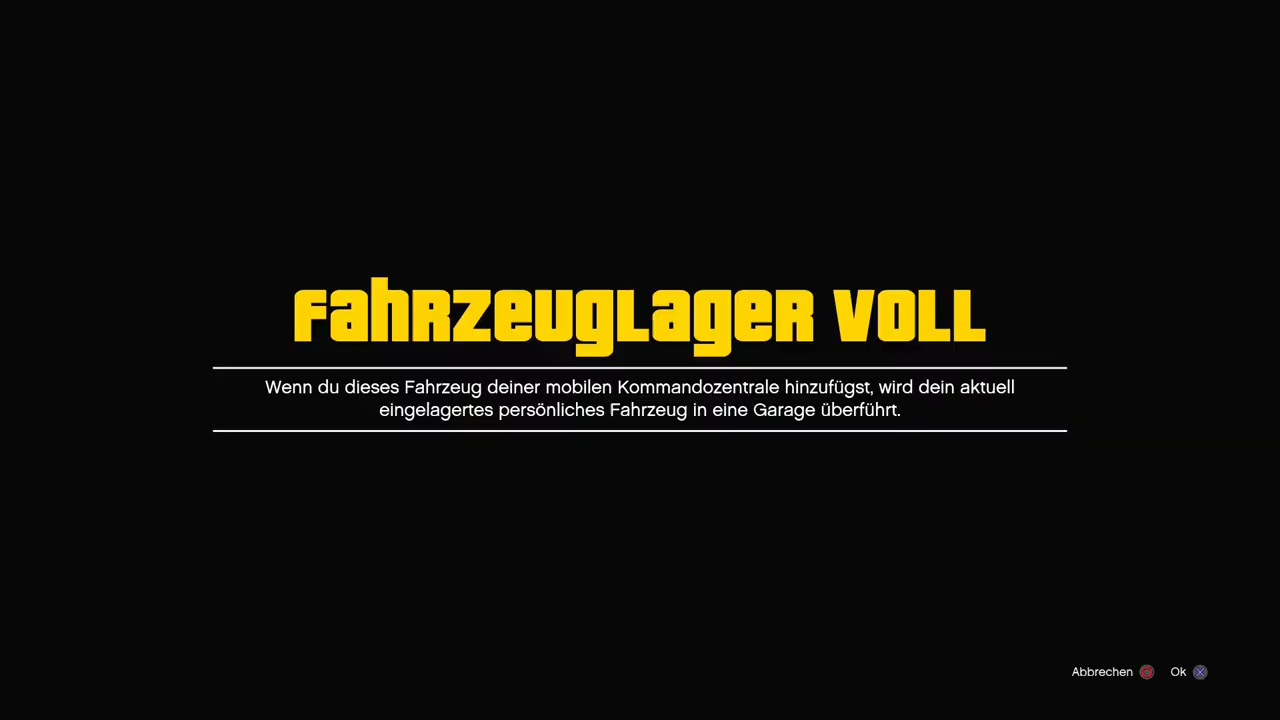 Fahrzeuglager voll
Wenn du dieses Fahrzeug deiner mobilen Kommandozentrale hinzufügst, wird dein aktuell
eingelagertes persönliches Fahrzeug in eine Garage überführt.
Abbrechen Ok